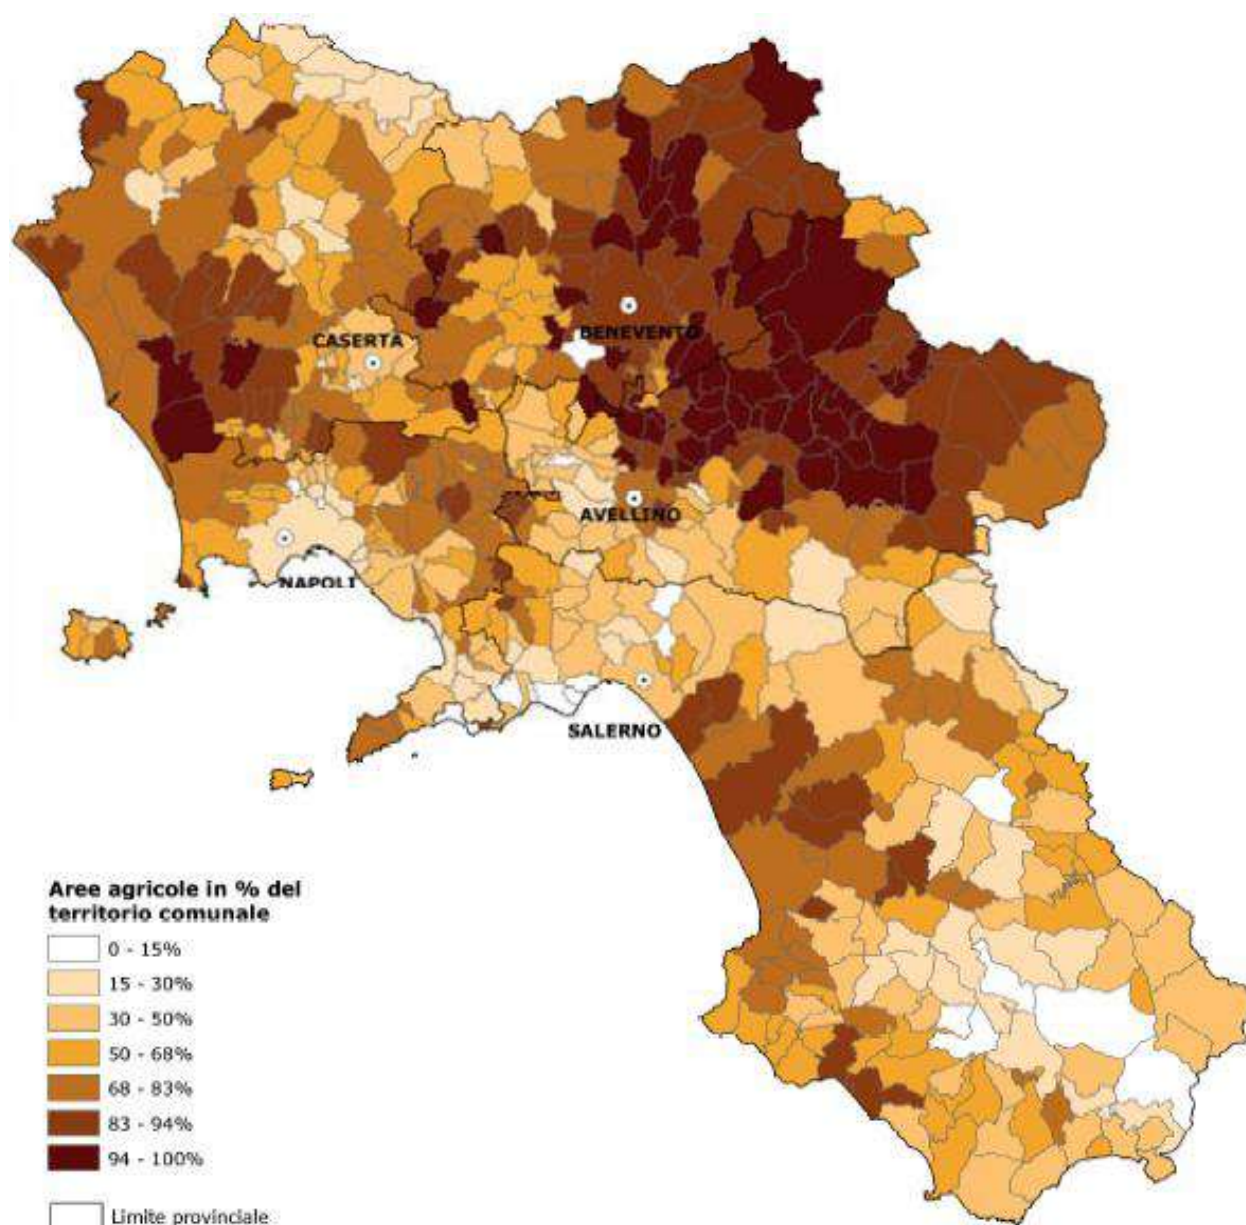 CASERTA
BENEVENTO
AVELLINO
NAPOLI
SALERNO
Aree agricole in % del
territorio comunale
0 - 15%
15 - 30%
30 - 50%
50 - 68%
68 - 83%
83 - 94%
94 - 100%
Limite provinciale